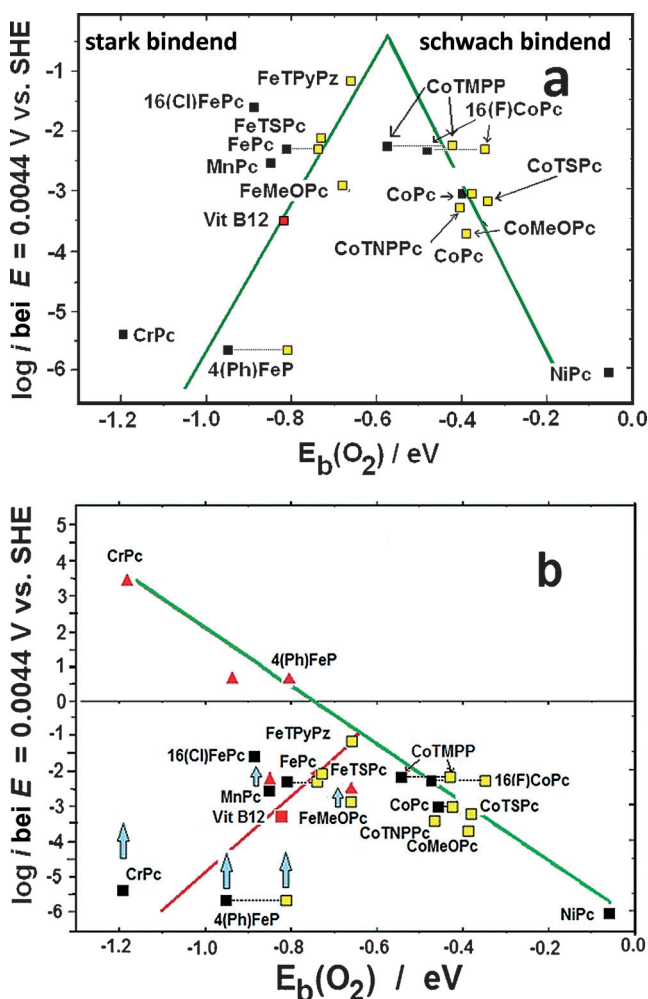 stark bindend
schwach bindend
a
FeTPyPz
CoTMPP
16(Cl)FePc
16(F)CoPc
FeTSPc
FePc
MnPc
FeMeOPc
CoTSPc
CoPc
Vit B12
CoTNPPc
CoMeOPc
CoPc
CrPc
4(Ph)FeP
NiPc
log i bei E = 0.0044 V vs. SHE
-1
-2
-3
-4
-5
-6
-1.2
-1.0
-0.8
-0.6
-0.4
-0.2
0.0
E_b(O₂) / eV
b
CrPc
4(Ph)FeP
FeTPyPz
16(Cl)FePc
FePc
CoTMPP
FeTSPc
16(F)CoPc
MnPc
CoPc
CoTSPc
Vit B12
FeMeOPc
CoTNPPc
CoMeOPc
CrPc
4(Ph)FeP
NiPc
log i bei E = 0.0044 V vs. SHE
5
4
3
2
1
0
-1
-2
-3
-4
-5
-6
-1.2
-1.0
-0.8
-0.6
-0.4
-0.2
0.0
E_b(O₂) / eV